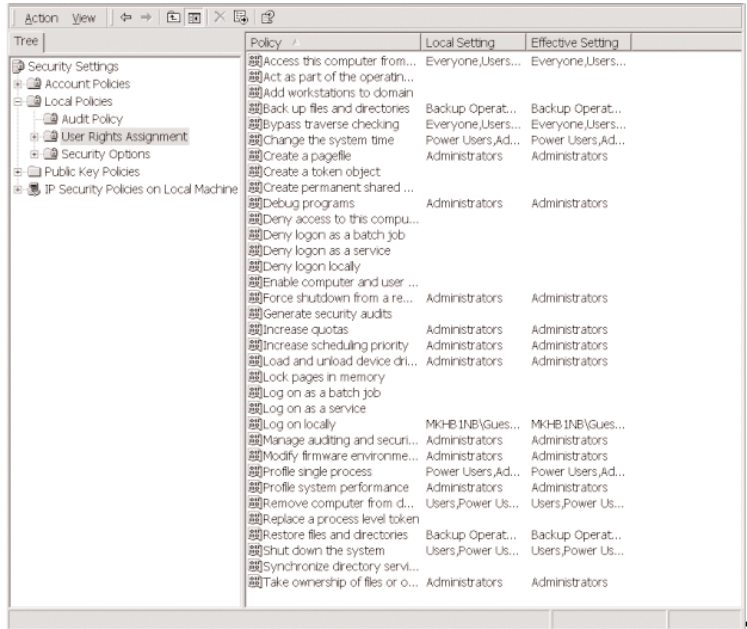 Action View
Tree
Security Settings
Account Policies
Local Policies
Audit Policy
User Rights Assignment
Security Options
Public Key Policies
IP Security Policies on Local Machine
Policy Local Setting Effective Setting
Access this computer from... Everyone,Users... Everyone,Users...
Act as part of the operatin...
Add workstations to domain
Back up files and directories Backup Operat... Backup Operat...
Bypass traverse checking Everyone,Users... Everyone,Users...
Change the system time Power Users,Ad... Power Users,Ad...
Create a pagefile Administrators Administrators
Create a token object
Create permanent shared ...
Debug programs Administrators Administrators
Deny access to this compu...
Deny logon as a batch job
Deny logon as a service
Deny logon locally
Enable computer and user ...
Force shutdown from a re... Administrators Administrators
Generate security audits
Increase quotas Administrators Administrators
Increase scheduling priority Administrators Administrators
Load and unload device dri... Administrators Administrators
Lock pages in memory
Log on as a batch job
Log on as a service
Log on locally MKHB1NB\Gues... MKHB1NB\Gues...
Manage auditing and securi... Administrators Administrators
Modify firmware environme... Administrators Administrators
Profile single process Power Users,Ad... Power Users,Ad...
Profile system performance Administrators Administrators
Remove computer from d... Users,Power Us... Users,Power Us...
Replace a process level token
Restore files and directories Backup Operat... Backup Operat...
Shut down the system Users,Power Us... Users,Power Us...
Synchronize directory servi...
Take ownership of files or o... Administrators Administrators